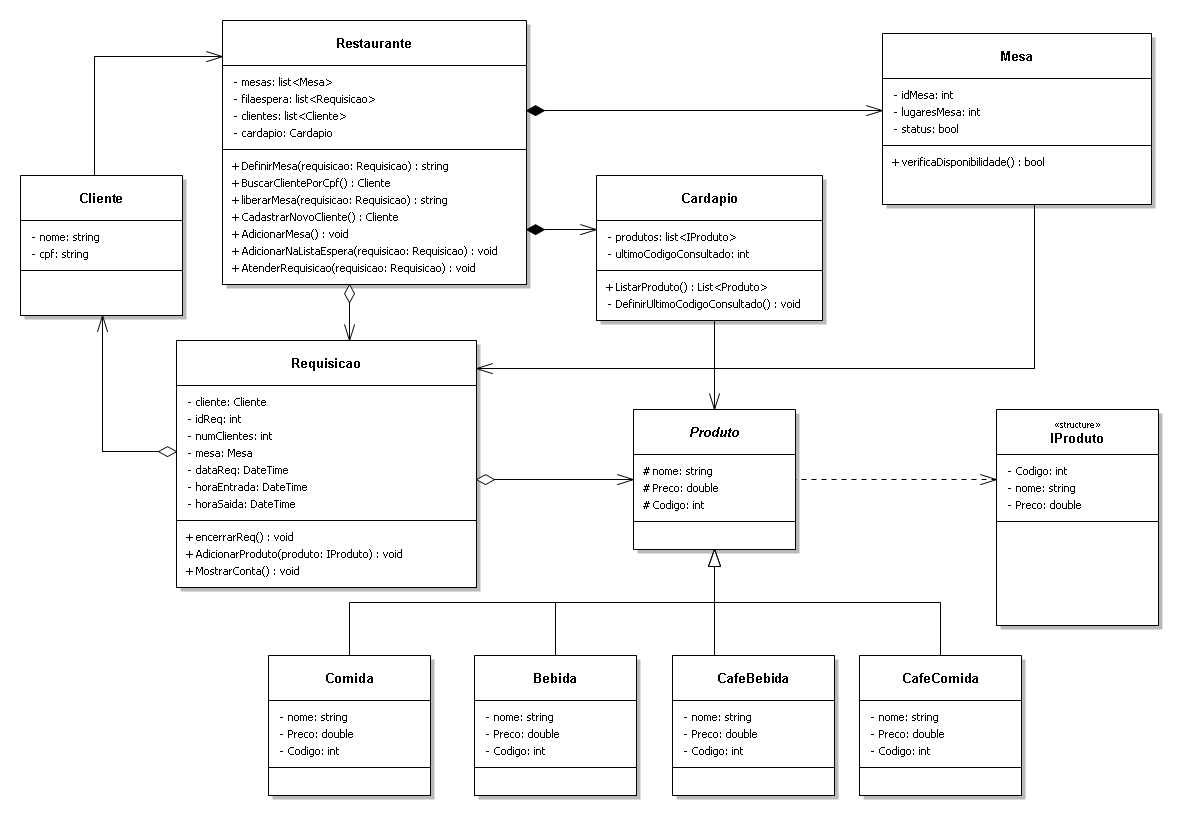 Restaurante
- mesas: list<Mesa>
- filaespera: list<Requisicao>
- clientes: list<Cliente>
- cardapio: Cardapio
+ DefinirMesa(requisicao: Requisicao) : string
+ BuscarClientePorCpf() : Cliente
+ liberarMesa(requisicao: Requisicao) : string
+ CadastrarNovoCliente() : Cliente
+ AdicionarMesa() : void
+ AdicionarNaListaEspera(requisicao: Requisicao) : void
+ AtenderRequisicao(requisicao: Requisicao) : void
Mesa
- idMesa: int
- lugaresMesa: int
- status: bool
+ verificaDisponibilidade() : bool
Cliente
- nome: string
- cpf: string
Cardapio
- produtos: list<IProduto>
- ultimoCodigoConsultado: int
+ ListarProduto() : List<Produto>
- DefinirUltimoCodigoConsultado() : void
Requisicao
- cliente: Cliente
- idReq: int
- numClientes: int
- mesa: Mesa
- dataReq: DateTime
- horaEntrada: DateTime
- horaSaida: DateTime
+ encerrarReq() : void
+ AdicionarProduto(produto: IProduto) : void
+ MostrarConta() : void
Produto
# nome: string
# Preco: double
# Codigo: int
«structure»
IProduto
- Codigo: int
- nome: string
- Preco: double
Comida
- nome: string
- Preco: double
- Codigo: int
Bebida
- nome: string
- Preco: double
- Codigo: int
CafeBebida
- nome: string
- Preco: double
- Codigo: int
CafeComida
- nome: string
- Preco: double
- Codigo: int